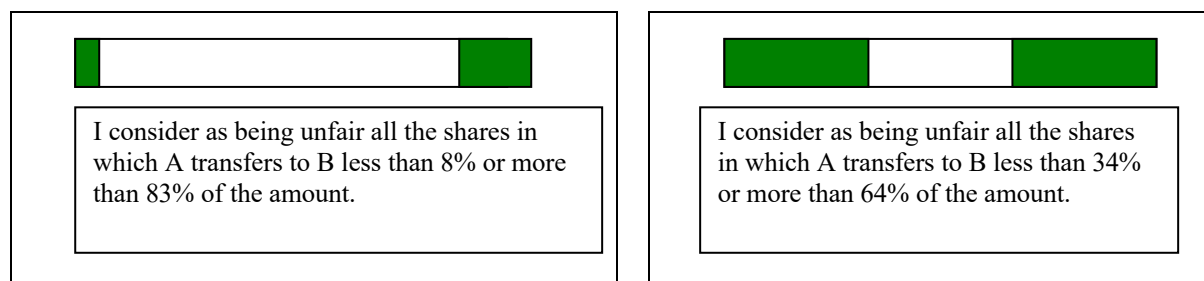 I consider as being unfair all the shares in
which A transfers to B less than 8% or more
than 83% of the amount.
I consider as being unfair all the shares
in which A transfers to B less than 34%
or more than 64% of the amount.